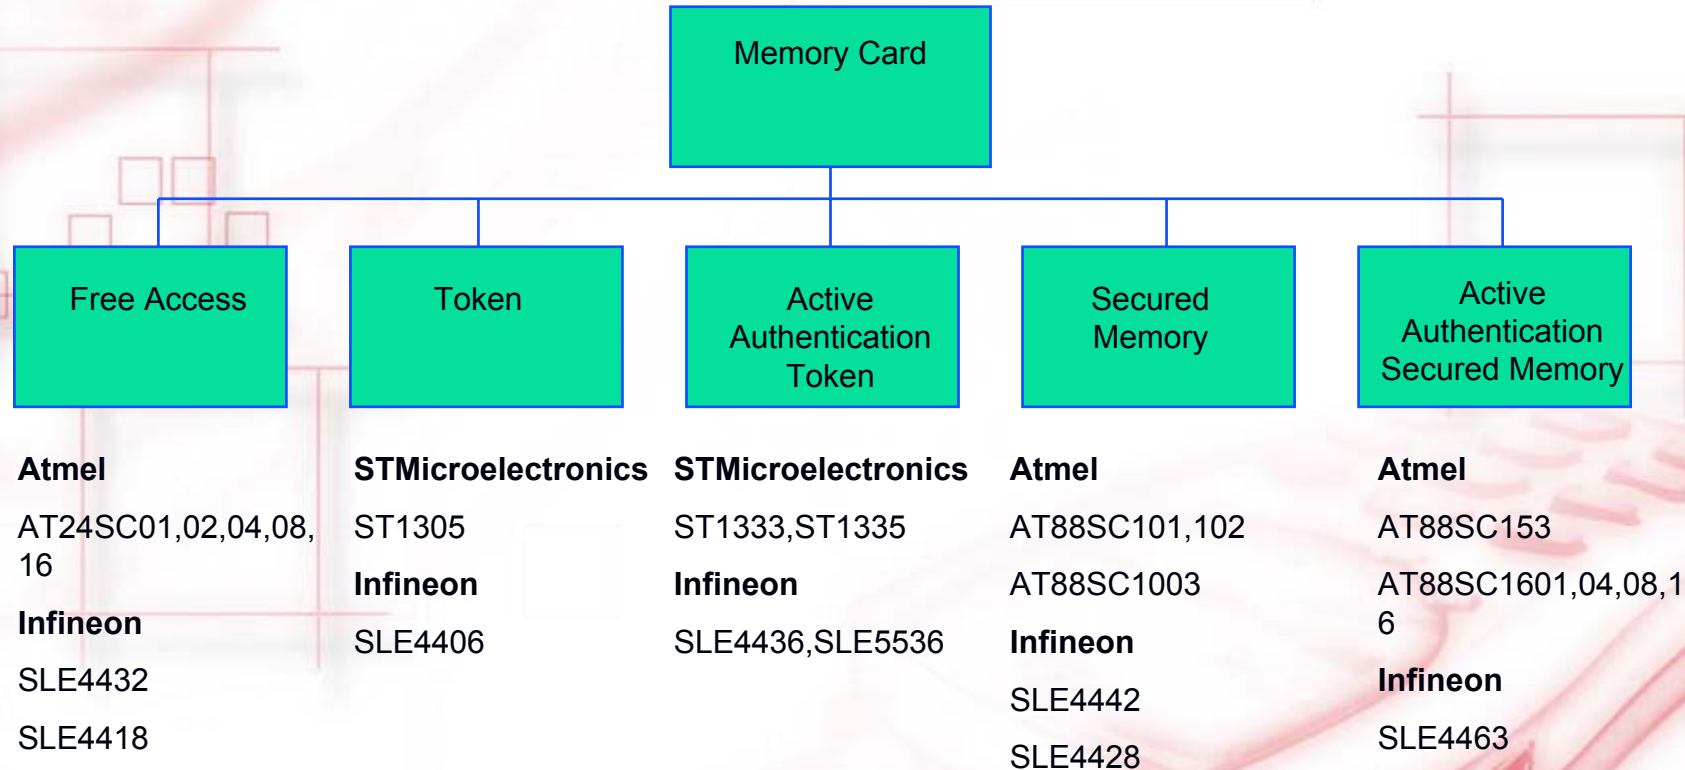 Memory Card
Free Access
Token
Active
Authentication
Token
Secured
Memory
Active
Authentication
Secured Memory
Atmel
AT24SC01,02,04,08,
16
Infineon
SLE4432
SLE4418
STMicroelectronics
ST1305
Infineon
SLE4406
STMicroelectronics
ST1333,ST1335
Infineon
SLE4436,SLE5536
Atmel
AT88SC101,102
AT88SC1003
Infineon
SLE4442
SLE4428
Atmel
AT88SC153
AT88SC1601,04,08,1
6
Infineon
SLE4463